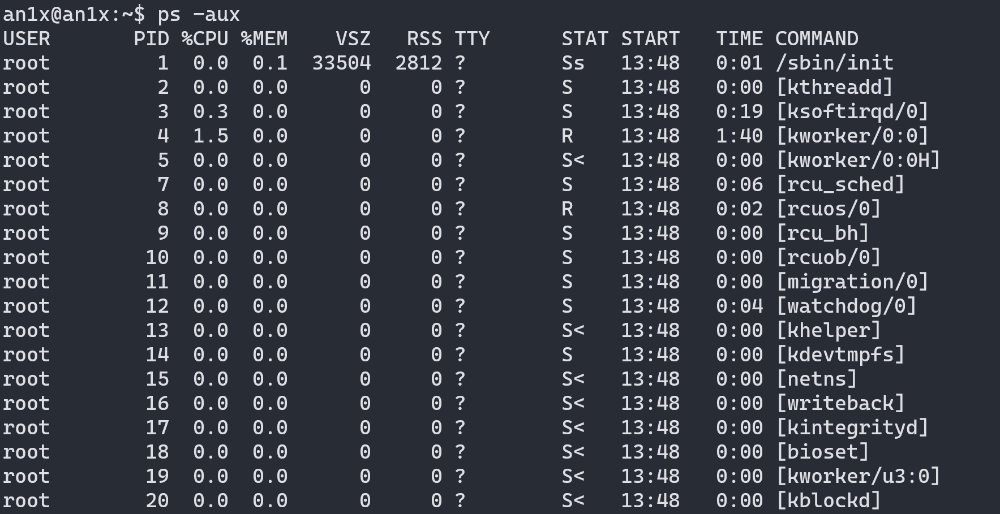 an1x@an1x:~$ ps -aux
USER       PID %CPU %MEM    VSZ   RSS TTY      STAT START   TIME COMMAND
root         1  0.0  0.1  33504  2812 ?        Ss   13:48   0:01 /sbin/init
root         2  0.0  0.0      0     0 ?        S    13:48   0:00 [kthreadd]
root         3  0.3  0.0      0     0 ?        S    13:48   0:19 [ksoftirqd/0]
root         4  1.5  0.0      0     0 ?        R    13:48   1:40 [kworker/0:0]
root         5  0.0  0.0      0     0 ?        S<   13:48   0:00 [kworker/0:0H]
root         7  0.0  0.0      0     0 ?        S    13:48   0:06 [rcu_sched]
root         8  0.0  0.0      0     0 ?        R    13:48   0:02 [rcuos/0]
root         9  0.0  0.0      0     0 ?        S    13:48   0:00 [rcu_bh]
root        10  0.0  0.0      0     0 ?        S    13:48   0:00 [rcuob/0]
root        11  0.0  0.0      0     0 ?        S    13:48   0:00 [migration/0]
root        12  0.0  0.0      0     0 ?        S    13:48   0:04 [watchdog/0]
root        13  0.0  0.0      0     0 ?        S<   13:48   0:00 [khelper]
root        14  0.0  0.0      0     0 ?        S    13:48   0:00 [kdevtmpfs]
root        15  0.0  0.0      0     0 ?        S<   13:48   0:00 [netns]
root        16  0.0  0.0      0     0 ?        S<   13:48   0:00 [writeback]
root        17  0.0  0.0      0     0 ?        S<   13:48   0:00 [kintegrityd]
root        18  0.0  0.0      0     0 ?        S<   13:48   0:00 [bioset]
root        19  0.0  0.0      0     0 ?        S<   13:48   0:00 [kworker/u3:0]
root        20  0.0  0.0      0     0 ?        S<   13:48   0:00 [kblockd]